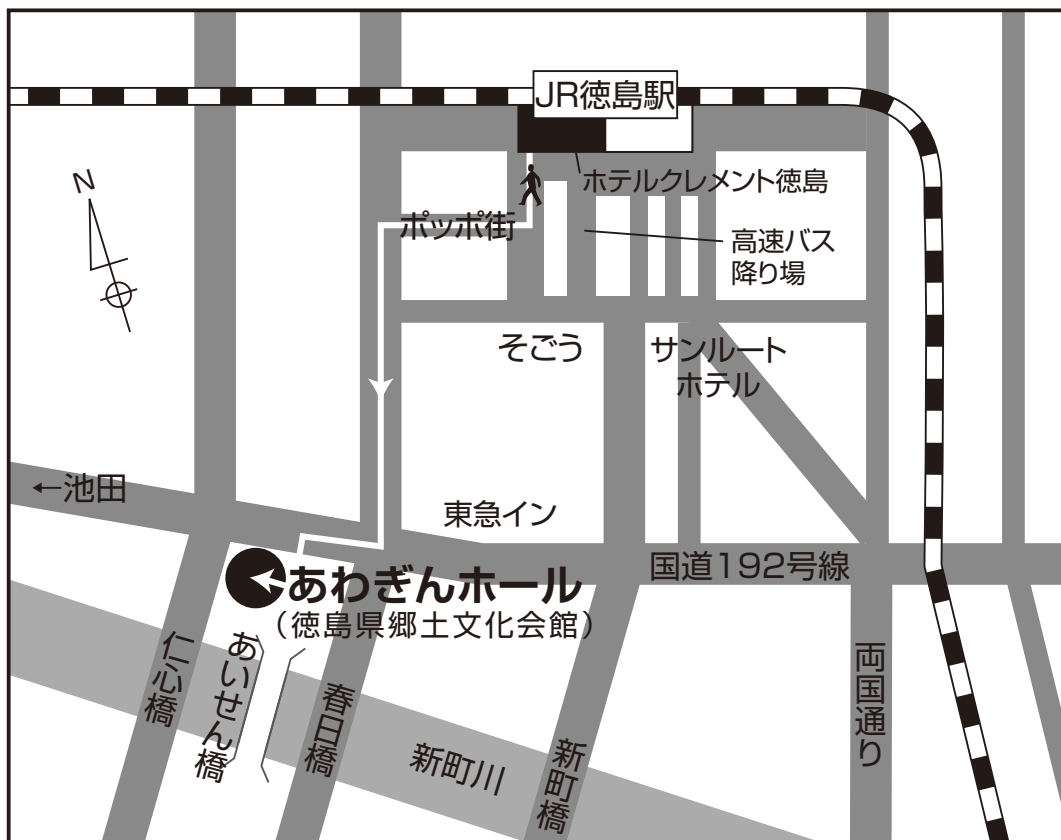 JR徳島駅
N
ホテルクレメント徳島
ポッポ街
高速バス
降り場
そごう
サンルート
ホテル
←池田
東急イン
国道192号線
あわぎんホール
（徳島県郷土文化会館）
仁心橋
あいせん橋
春日橋
新町川
新町橋
両国通り